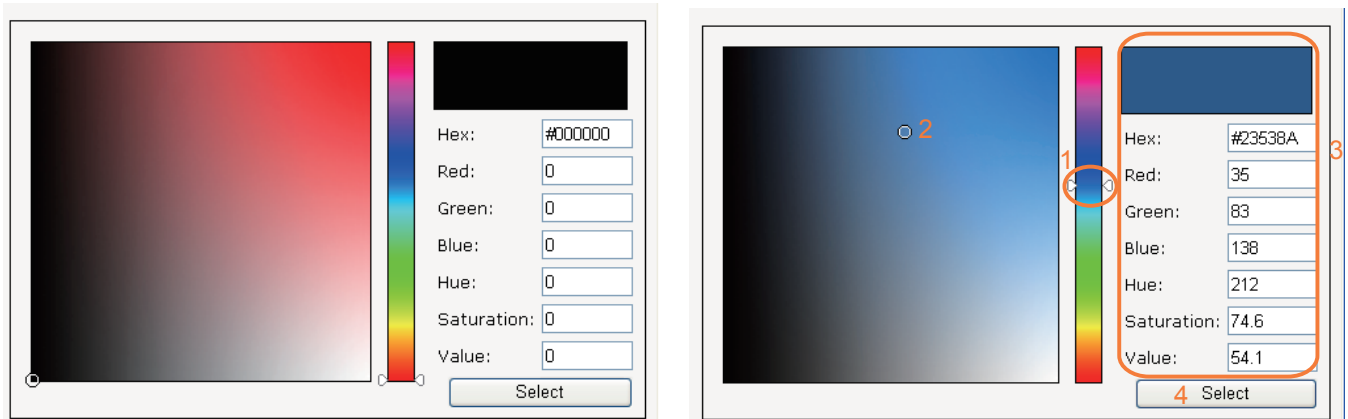 Hex: #000000
Red: 0
Green: 0
Blue: 0
Hue: 0
Saturation: 0
Value: 0
Select
2
1
3
Hex: #23538A
Red: 35
Green: 83
Blue: 138
Hue: 212
Saturation: 74.6
Value: 54.1
4 Select